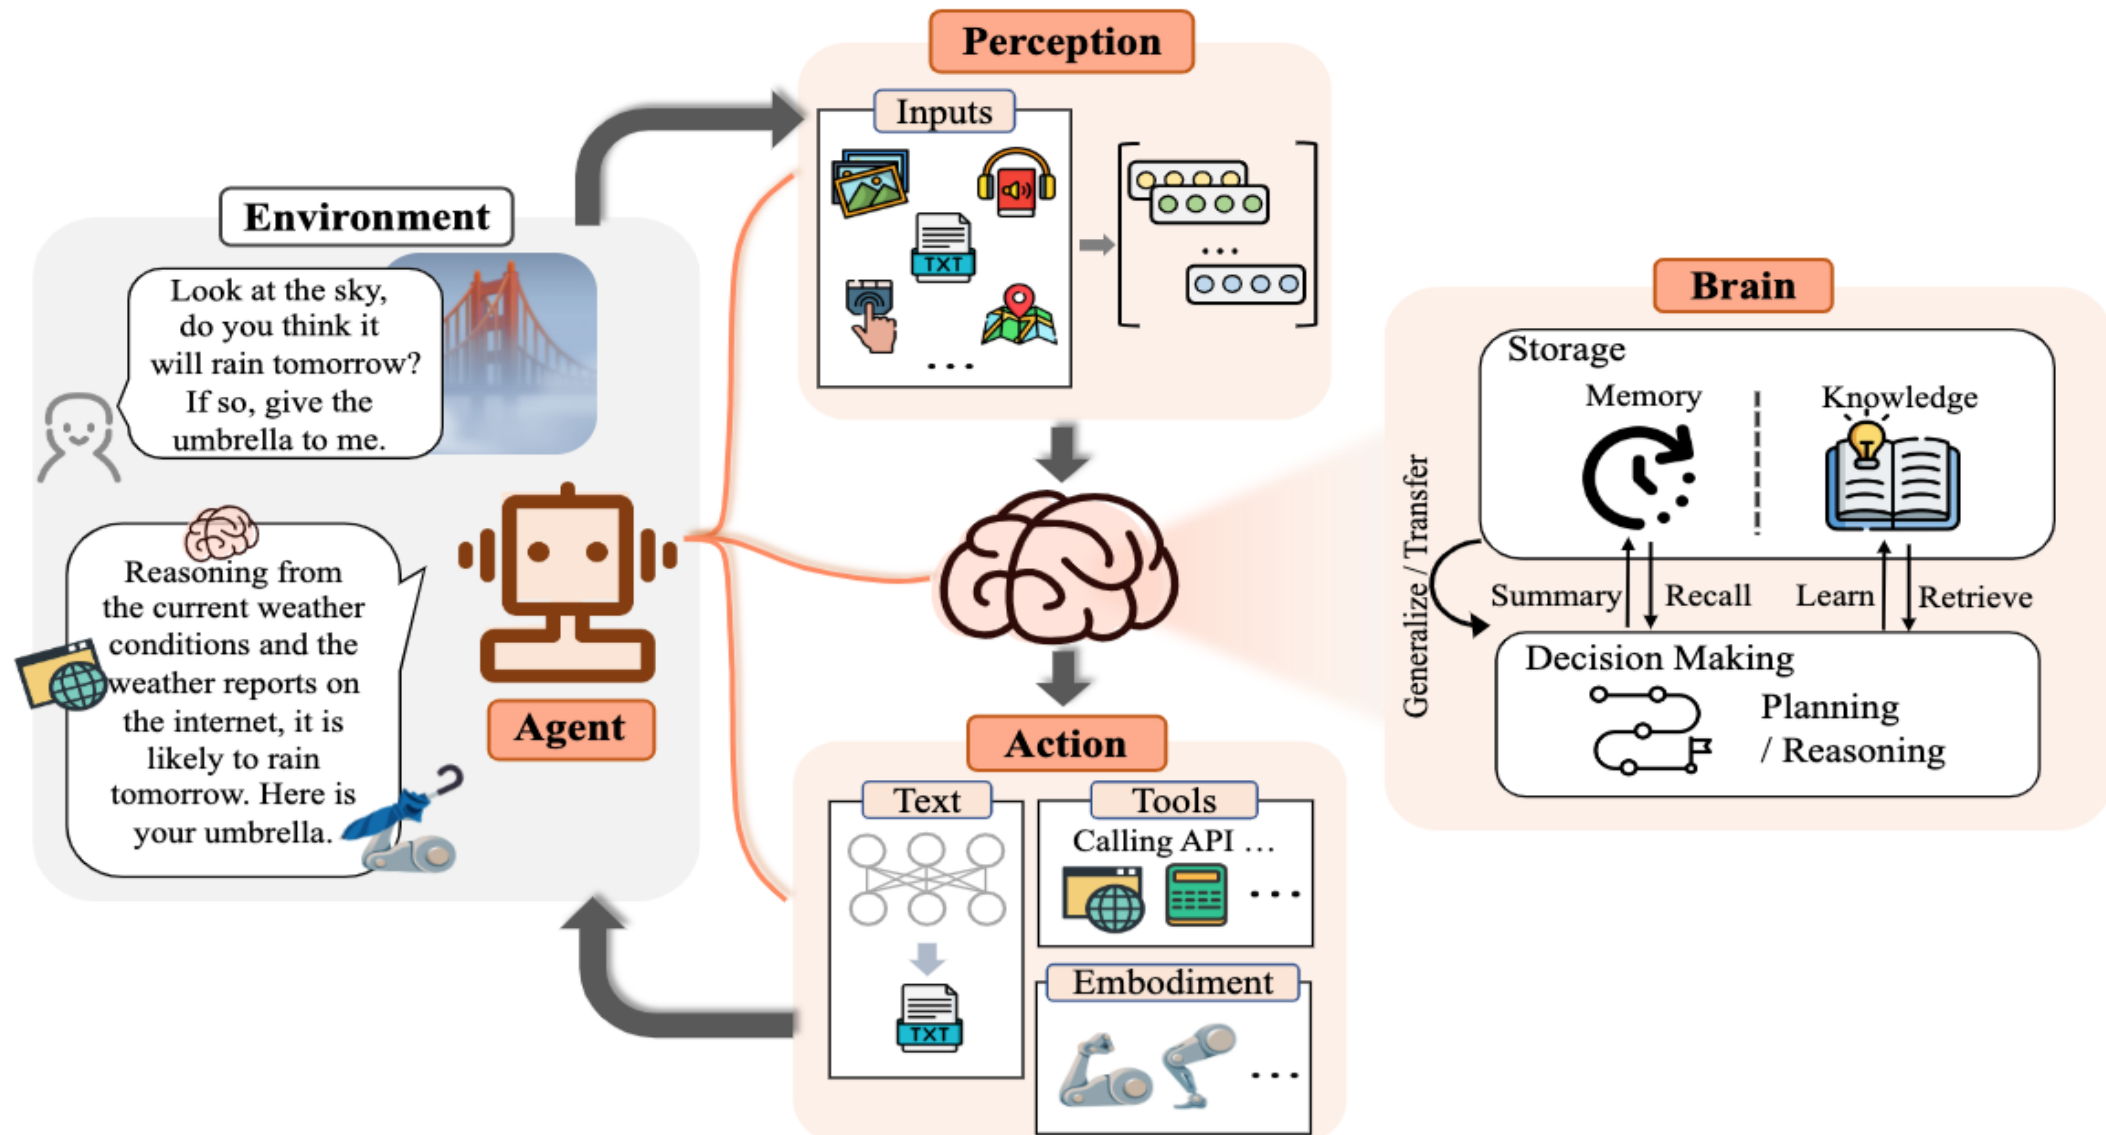 Perception
Inputs
TXT
...
...
Environment
Look at the sky,
do you think it
will rain tomorrow?
If so, give the
umbrella to me.
Reasoning from
the current weather
conditions and the
weather reports on
the internet, it is
likely to rain
tomorrow. Here is
your umbrella.
Agent
Brain
Storage
Memory
Knowledge
Generalize / Transfer
Summary
Recall
Learn
Retrieve
Decision Making
Planning
/ Reasoning
Action
Text
TXT
Tools
Calling API ...
...
Embodiment
...